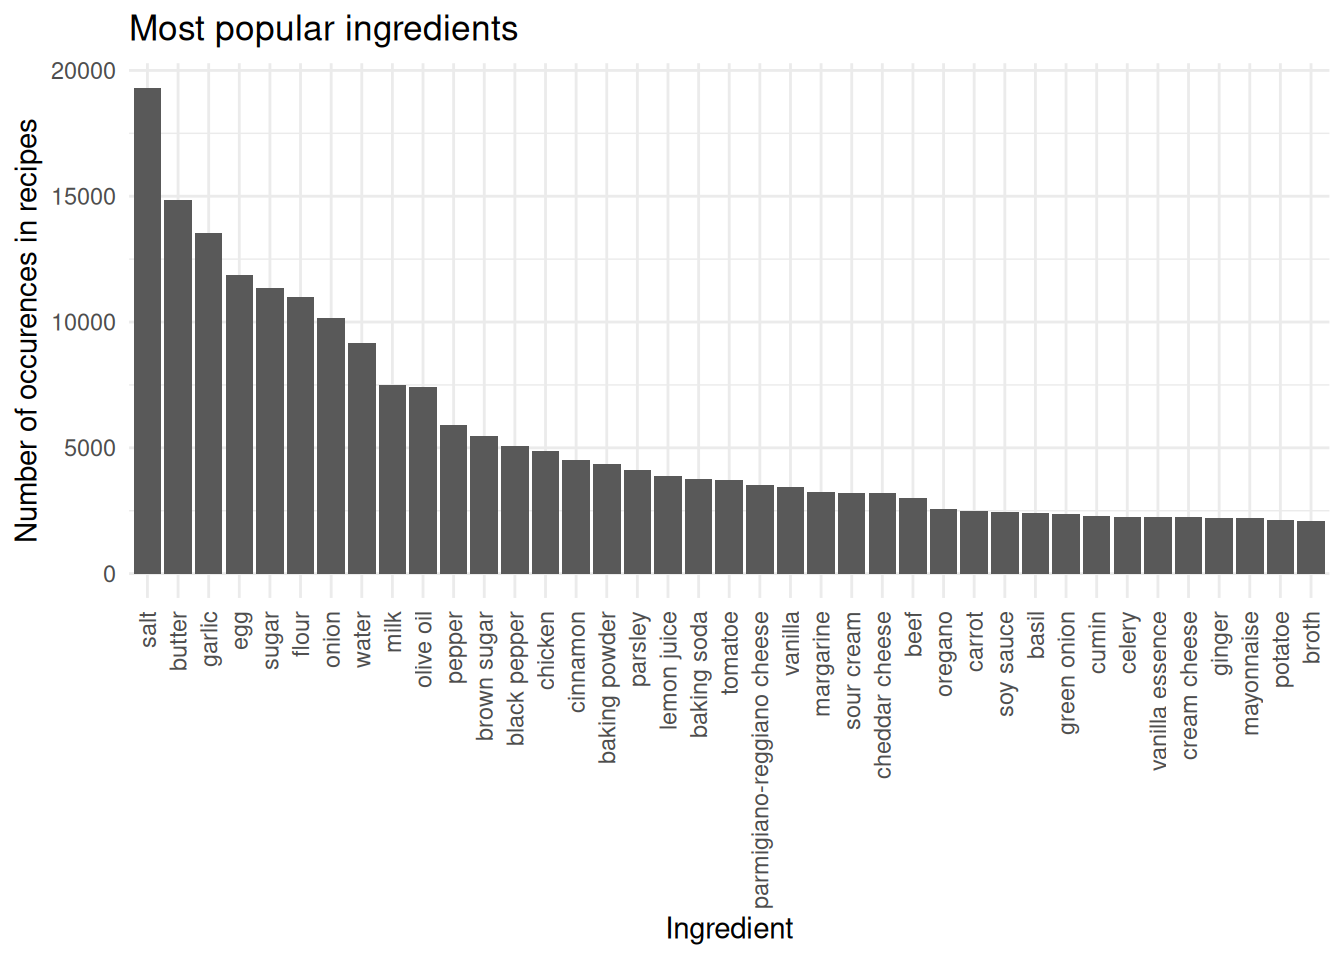 Most popular ingredients
Number of occurences in recipes
20000
15000
10000
5000
0
salt
butter
garlic
egg
sugar
flour
onion
water
milk
olive oil
pepper
brown sugar
black pepper
chicken
cinnamon
baking powder
parsley
lemon juice
baking soda
tomatoe
parmigiano-reggiano cheese
vanilla
margarine
sour cream
cheddar cheese
beef
oregano
carrot
soy sauce
basil
green onion
cumin
celery
vanilla essence
cream cheese
ginger
mayonnaise
potatoe
broth
Ingredient